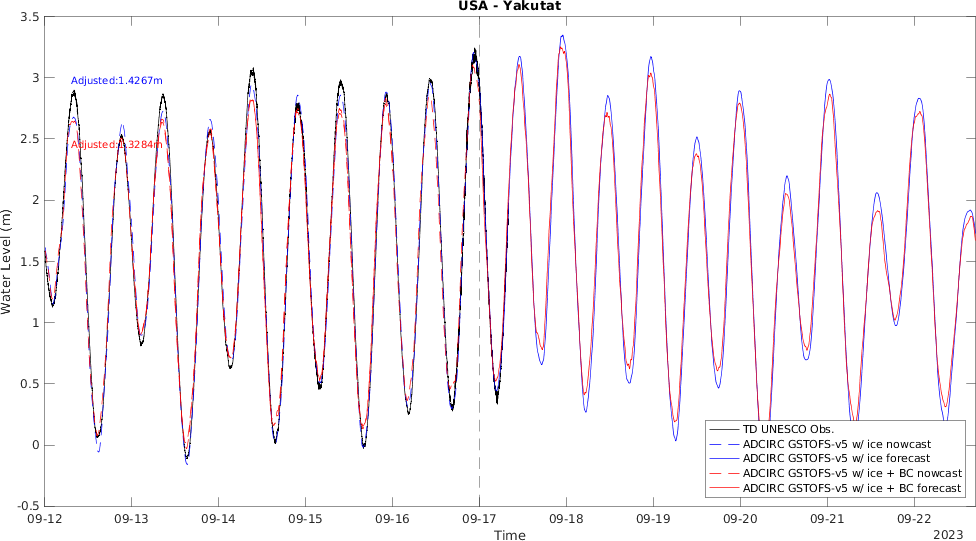 USA - Yakutat
3.5
3
2.5
2
1.5
1
0.5
0
-0.5
Water Level (m)
Adjusted:1.4267m
Adjusted:1.3284m
TD UNESCO Obs.
ADCIRC GSTOFS-v5 w/ ice nowcast
ADCIRC GSTOFS-v5 w/ ice forecast
ADCIRC GSTOFS-v5 w/ ice + BC nowcast
ADCIRC GSTOFS-v5 w/ ice + BC forecast
09-12 09-13 09-14 09-15 09-16 09-17 09-18 09-19 09-20 09-21 09-22
Time
2023